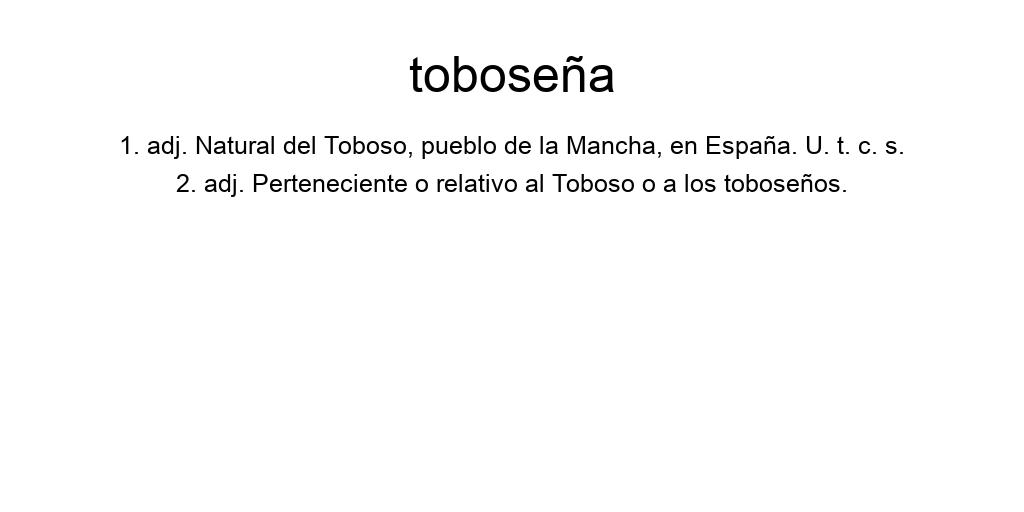 toboseña
1. adj. Natural del Toboso, pueblo de la Mancha, en España. U. t. c. s.
2. adj. Perteneciente o relativo al Toboso o a los toboseños.